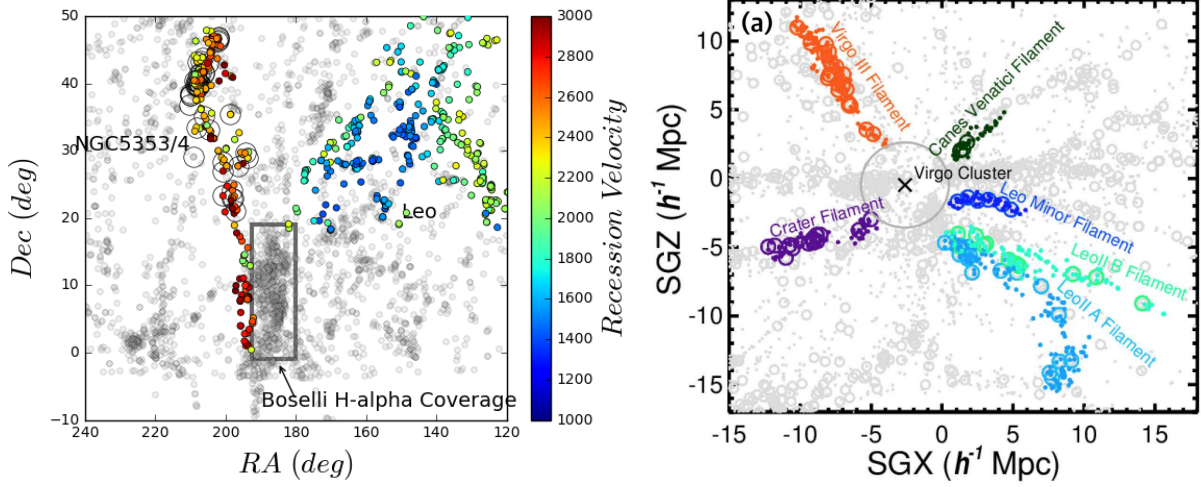 50
40
30
20
10
0
−10
240
220
200
180
160
140
120
Dec (deg)
RA (deg)
NGC5353/4
Leo
Boselli H-alpha Coverage
3000
2800
2600
2400
2200
2000
1800
1600
1400
1200
1000
Recession Velocity
(a)
Virgo III Filament
Canes Venatici Filament
Virgo Cluster
Leo Minor Filament
Crater Filament
LeoII B Filament
LeoII A Filament
10
5
0
-5
-10
-15
SGZ (h⁻¹ Mpc)
-15
-10
-5
0
5
10
15
SGX (h⁻¹ Mpc)